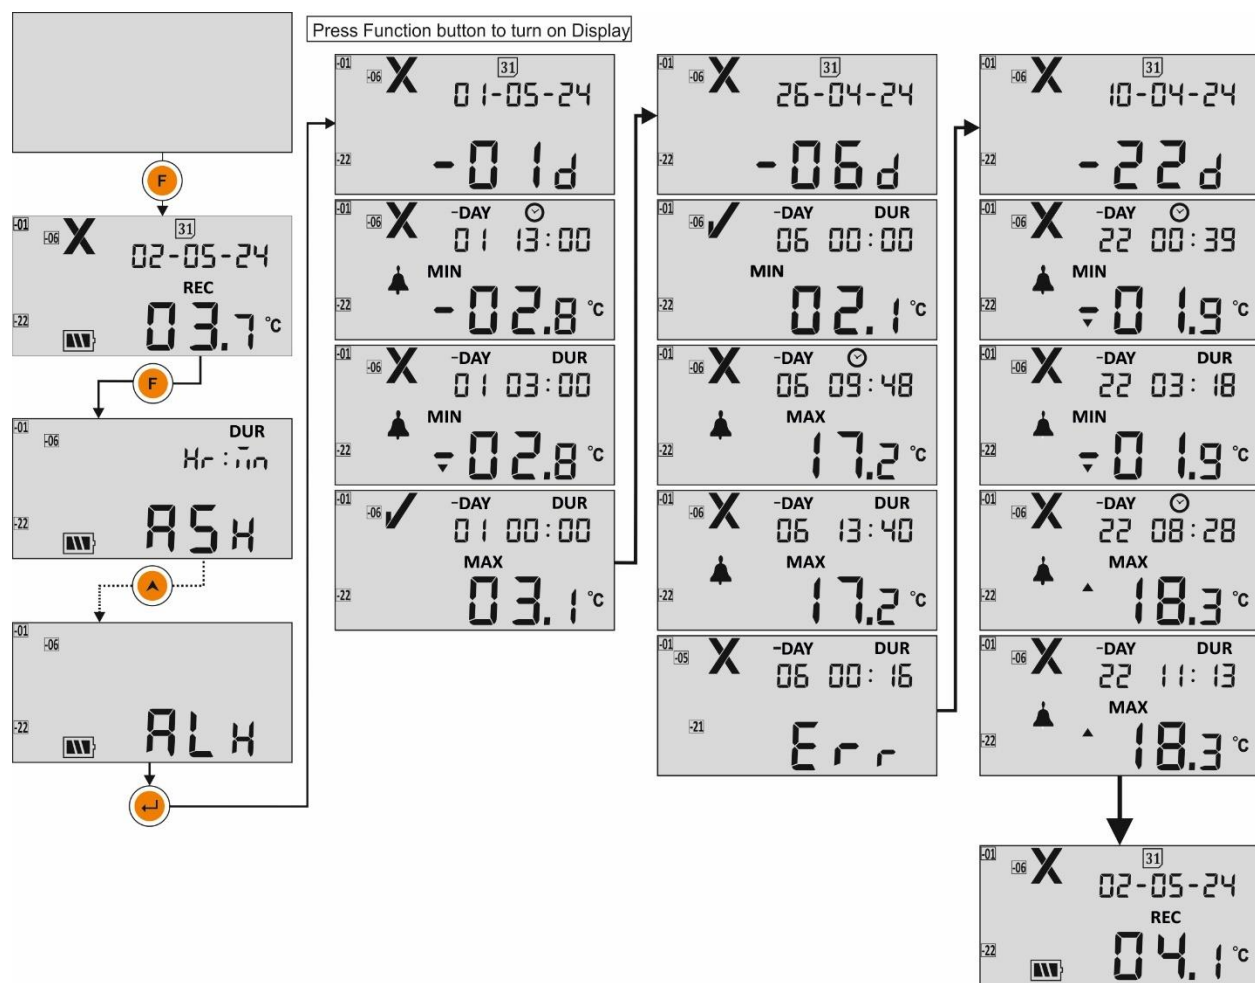 Press Function button to turn on Display
F
-01
-06
X
31
02-05-24
REC
-22
03.7 °C
F
-01
-06
DUR
Hr : mn
-22
ASH
-01
-06
-22
ALH
-01
-06
X
31
01-05-24
-22
-01d
-01
-06
X
-DAY
01 13:00
MIN
-22
-02.8 °C
-01
-06
X
-DAY DUR
01 03:00
MIN
-22
-02.8 °C
-01
-06
-DAY DUR
01 00:00
MAX
-22
03.1 °C
-01
-06
X
31
26-04-24
-22
-06d
-01
-06
-DAY DUR
06 00:00
MIN
-22
02.1 °C
-01
-06
X
-DAY
06 09:48
MAX
-22
17.2 °C
-01
-06
X
-DAY DUR
06 13:40
MAX
-22
17.2 °C
-01
-05
X
-DAY DUR
06 00:16
-21
Err
-01
-06
X
31
10-04-24
-22
-22d
-01
-06
X
-DAY
22 00:39
MIN
-22
-01.9 °C
-01
-06
X
-DAY DUR
22 03:18
MIN
-22
-01.9 °C
-01
-06
X
-DAY
22 08:28
MAX
-22
18.3 °C
-01
-06
X
-DAY DUR
22 11:13
MAX
-22
18.3 °C
-01
-06
X
31
02-05-24
REC
-22
04.1 °C